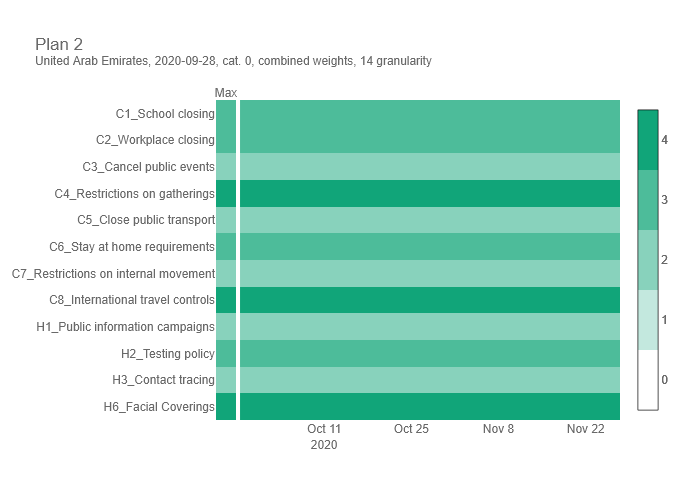 Plan 2
United Arab Emirates, 2020-09-28, cat. 0, combined weights, 14 granularity
Max
C1_School closing
C2_Workplace closing
C3_Cancel public events
C4_Restrictions on gatherings
C5_Close public transport
C6_Stay at home requirements
C7_Restrictions on internal movement
C8_International travel controls
H1_Public information campaigns
H2_Testing policy
H3_Contact tracing
H6_Facial Coverings
Oct 11
2020
Oct 25
Nov 8
Nov 22
4
3
2
1
0